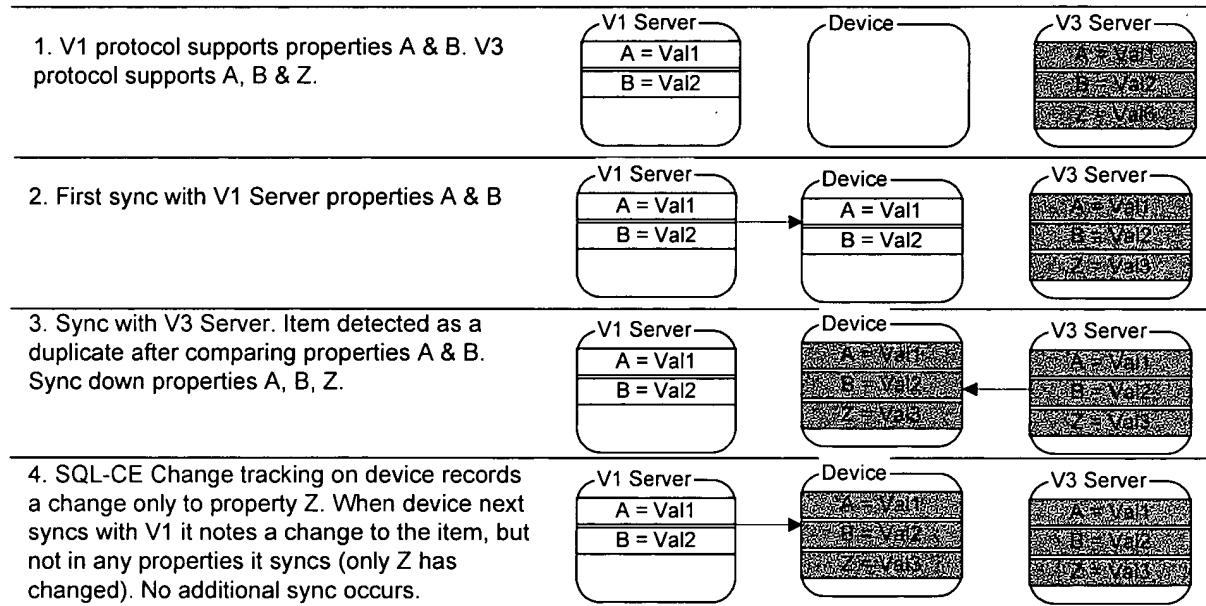 1. V1 protocol supports properties A & B. V3
protocol supports A, B & Z.
V1 Server
A = Val1
B = Val2
Device
V3 Server
A = Val1
B = Val2
2. First sync with V1 Server properties A & B
V1 Server
A = Val1
B = Val2
Device
A = Val1
B = Val2
V3 Server
A = Val1
B = Val2
Z = Val3
3. Sync with V3 Server. Item detected as a
duplicate after comparing properties A & B.
Sync down properties A, B, Z.
V1 Server
A = Val1
B = Val2
Device
A = Val1
B = Val2
Z = Val3
V3 Server
A = Val1
B = Val2
Z = Val3
4. SQL-CE Change tracking on device records
a change only to property Z. When device next
syncs with V1 it notes a change to the item, but
not in any properties it syncs (only Z has
changed). No additional sync occurs.
V1 Server
A = Val1
B = Val2
Device
A = Val1
B = Val2
Z = Val3
V3 Server
A = Val1
B = Val2
Z = Val3